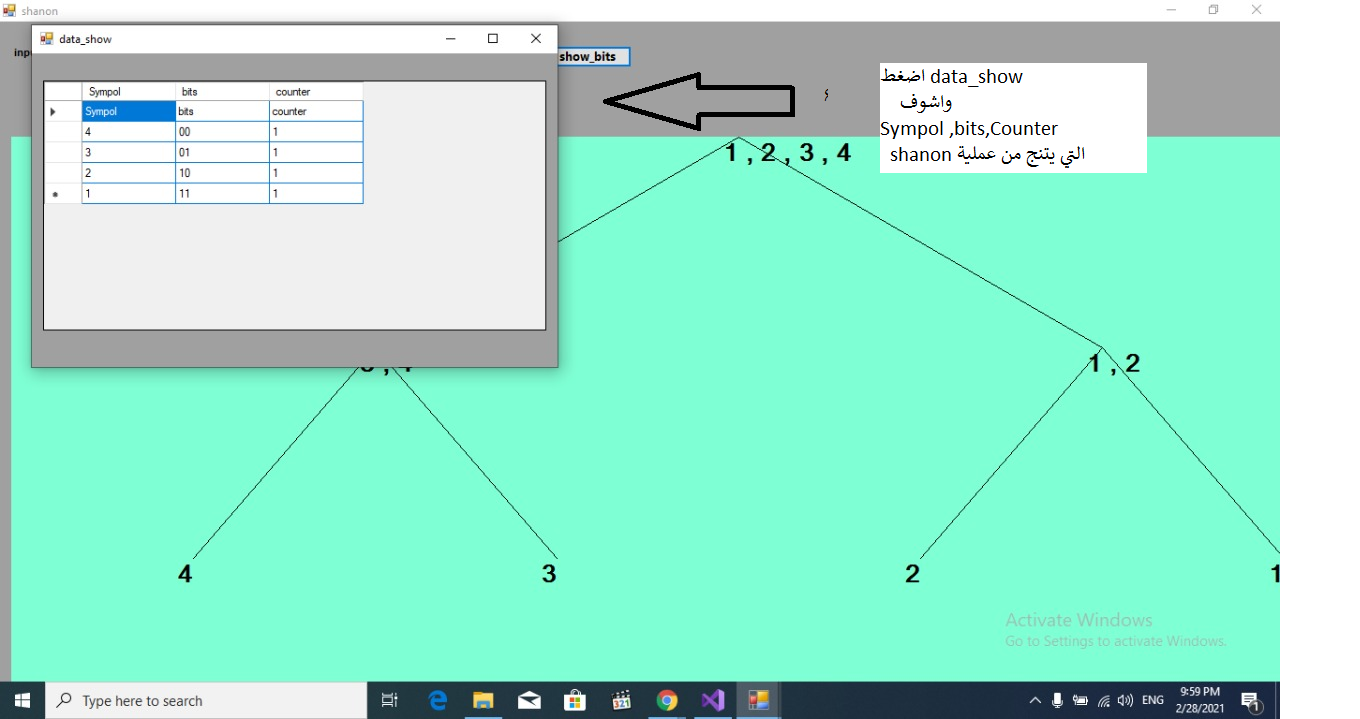 shanon
data_show
inp
show_bits
Sympol bits counter
Sympol bits counter
4 00 1
3 01 1
2 10 1
1 11 1
اضغط data_show
واشوف
Sympol ,bits,Counter
التي يتنج من عملية shanon
1 , 2 , 3 , 4
1 , 2
4
3
2
1
Activate Windows
Go to Settings to activate Windows.
Type here to search
321
ENG
9:59 PM
2/28/2021
1